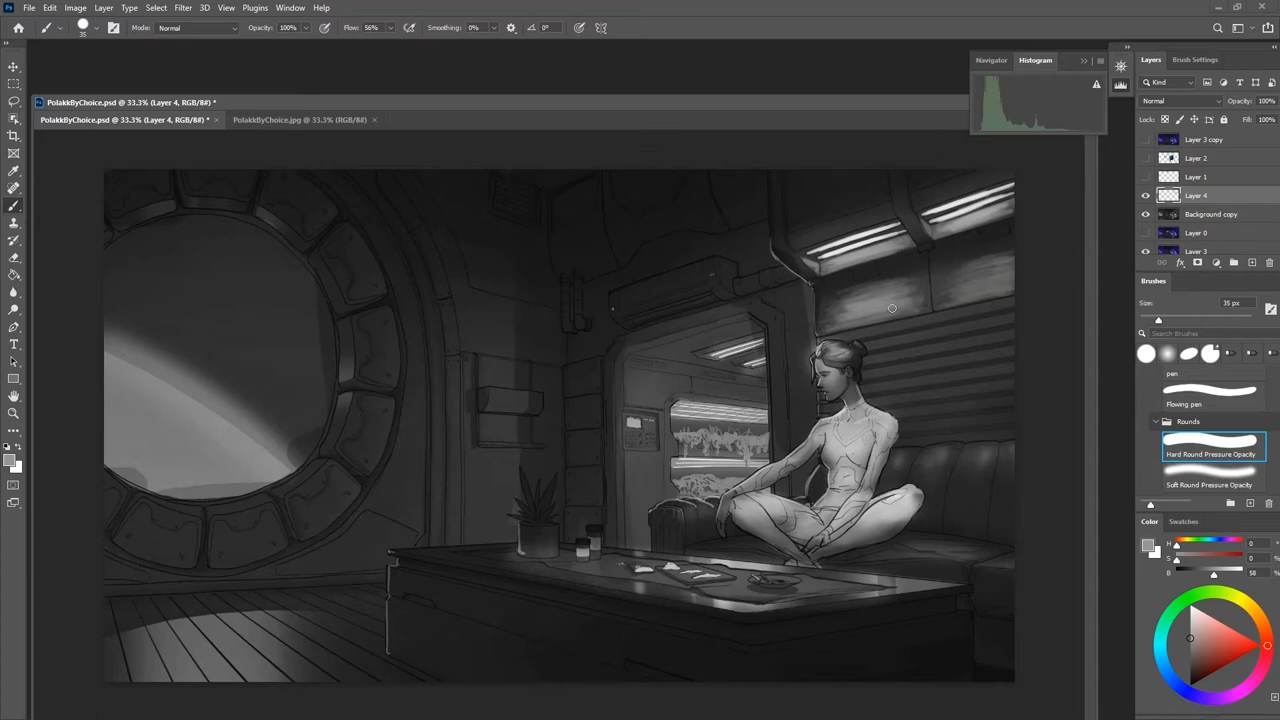 File Edit Image Layer Type Select Filter 3D View Plugins Window Help
35 Mode: Normal Opacity: 100% Flow: 56% Smoothing: 0% 0°
PolakkByChoice.psd @ 33.3% (Layer 4, RGB/8#) *
PolakkByChoice.psd @ 33.3% (Layer 4, RGB/8#) * × PolakkByChoice.jpg @ 33.3% (RGB/8#) ×
Navigator Histogram
Layers Brush Settings
Kind
Normal Opacity: 100%
Lock: Fill: 100%
Layer 3 copy
Layer 2
Layer 1
Layer 4
Background copy
Layer 0
Layer 3
Brushes
Size: 35 px
Search Brushes
pen
Flowing pen
Rounds
Hard Round Pressure Opacity
Soft Round Pressure Opacity
Color Swatches
H 0 °
S 0 %
B 58 %